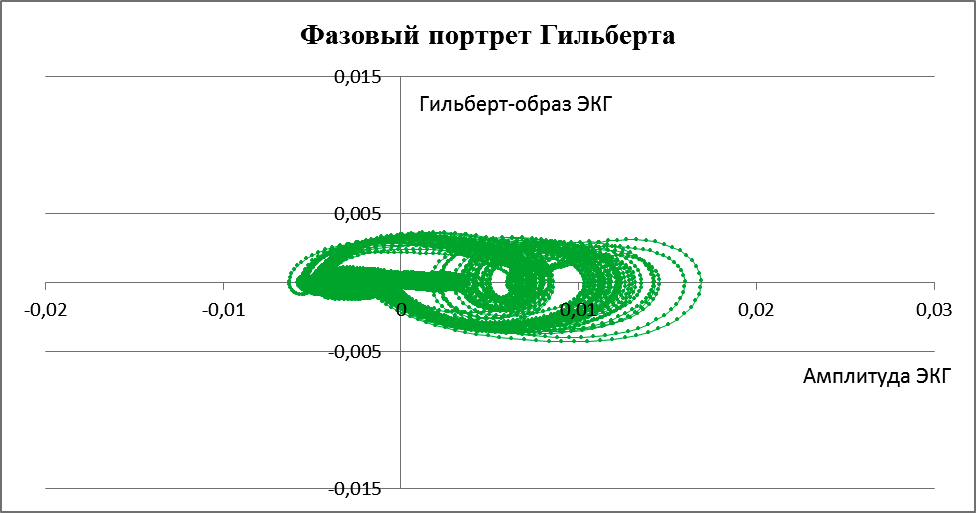 Фазовый портрет Гильберта
0,015
Гильберт-образ ЭКГ
0,005
-0,02 -0,01 0 0,01 0,02 0,03
-0,005
Амплитуда ЭКГ
-0,015